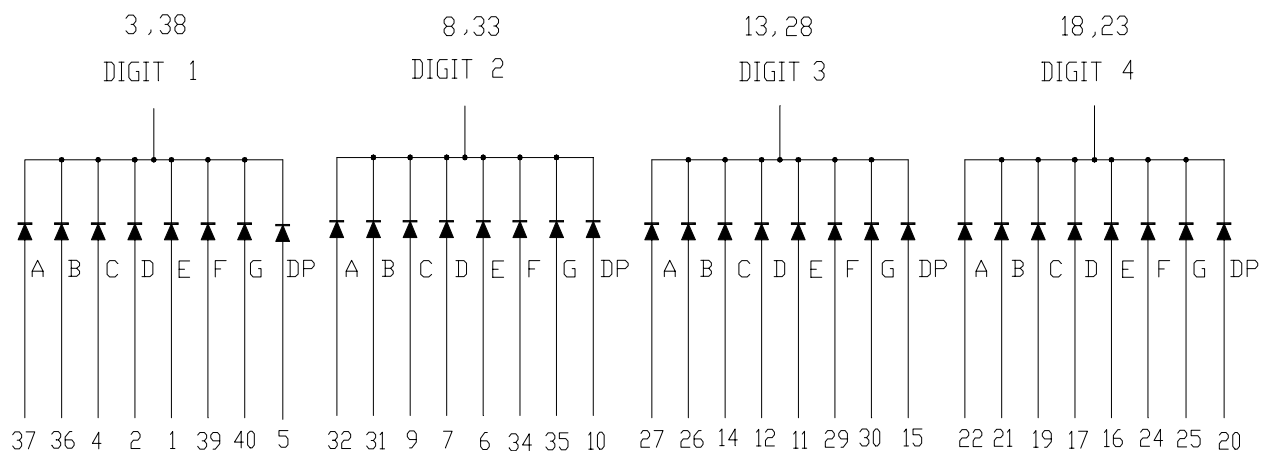 3,38 8,33 13,28 18,23
DIGIT 1 DIGIT 2 DIGIT 3 DIGIT 4
A B C D E F G DP A B C D E F G DP A B C D E F G DP A B C D E F G DP
37 36 4 2 1 39 40 5 32 31 9 7 6 34 35 10 27 26 14 12 11 29 30 15 22 21 19 17 16 24 25 20